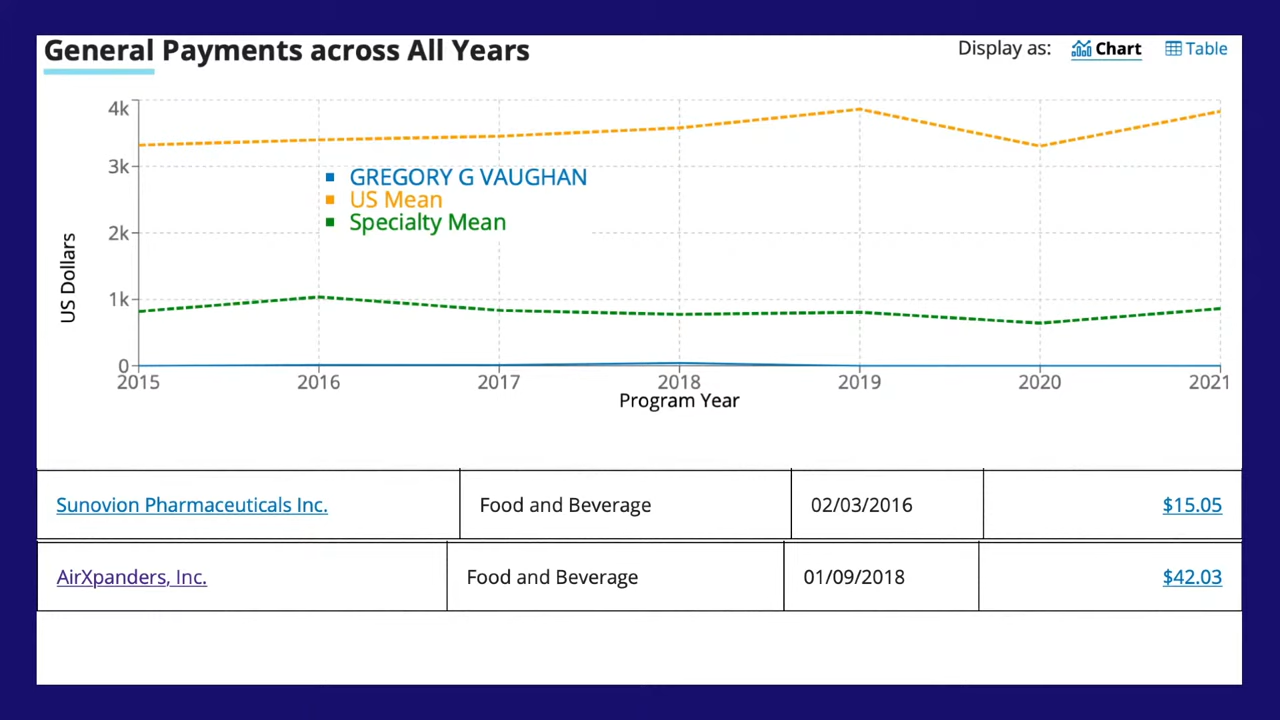 General Payments across All Years
Display as: Chart Table
4k
3k
2k
1k
0
US Dollars
GREGORY G VAUGHAN
US Mean
Specialty Mean
2015 2016 2017 2018 2019 2020 2021
Program Year
Sunovion Pharmaceuticals Inc. Food and Beverage 02/03/2016 $15.05
AirXpanders, Inc. Food and Beverage 01/09/2018 $42.03